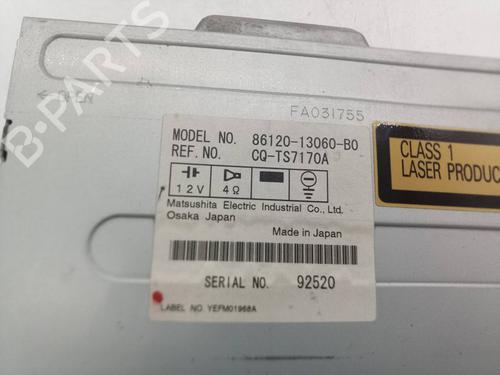 B-PARTS
OPEN
FA031755
MODEL NO. 86120-13060-B0
REF. NO. CQ-TS7170A
12V 4Ω
Matsushita Electric Industrial Co., Ltd.
Osaka Japan
Made in Japan
SERIAL NO. 92520
LABEL NO. YEFM01968A
CLASS 1
LASER PRODUC